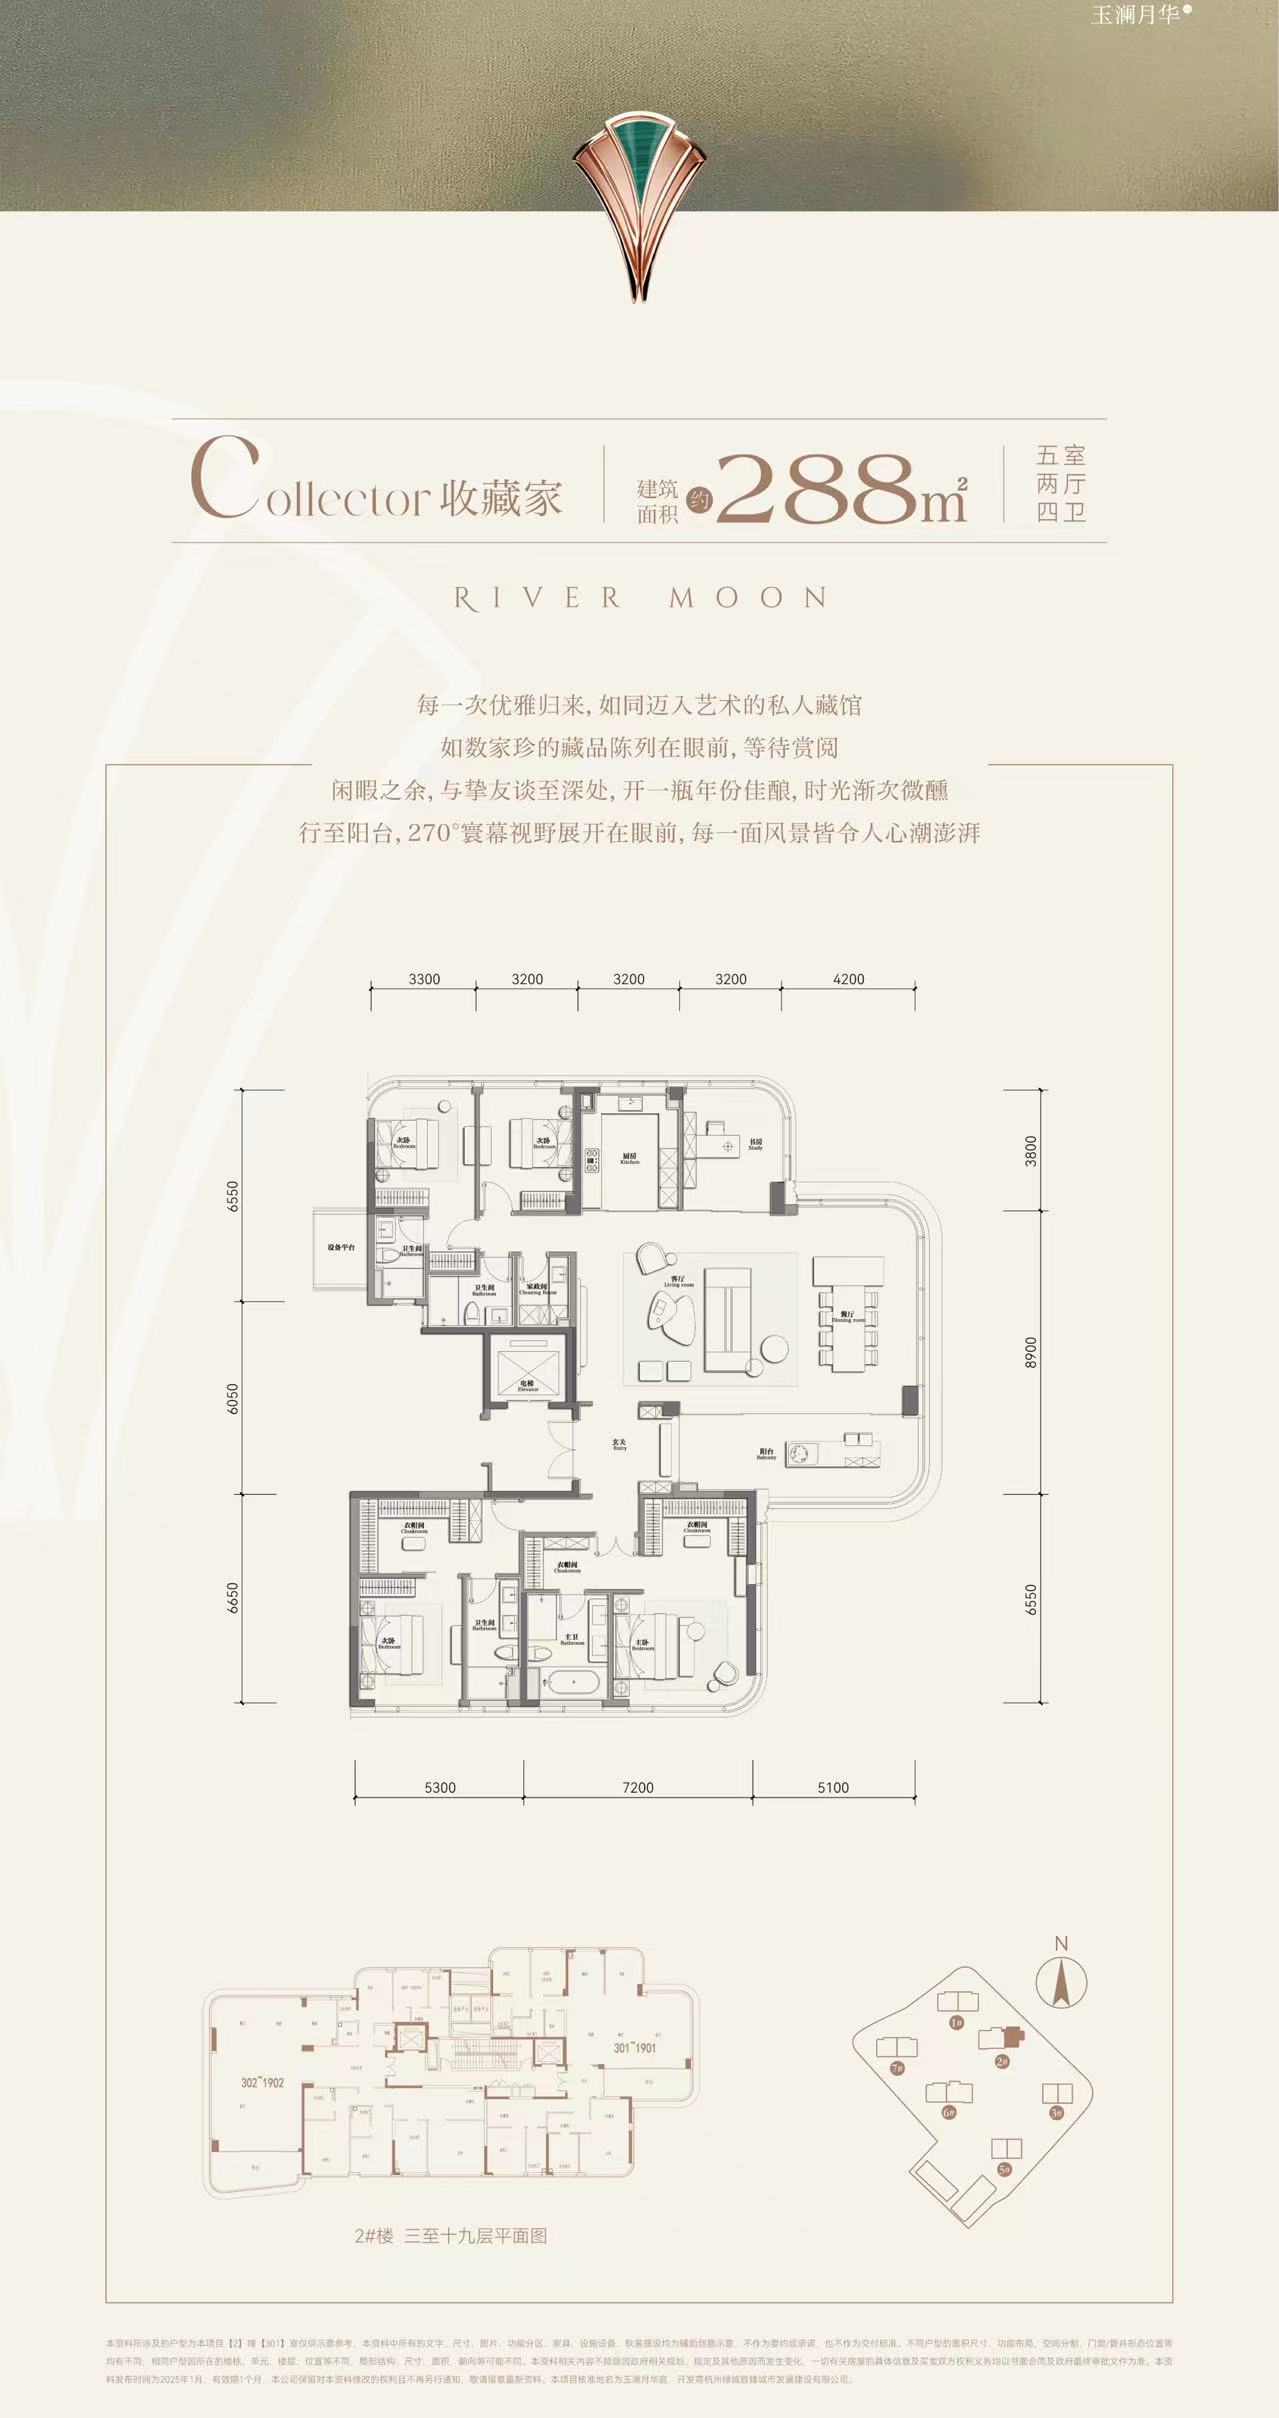 玉澜月华
Collector 收藏家
建筑面积 约 288㎡
五室
两厅
四卫
RIVER MOON
每一次优雅归来, 如同迈入艺术的私人藏馆
如数家珍的藏品陈列在眼前, 等待赏阅
闲暇之余, 与挚友谈至深处, 开一瓶年份佳酿, 时光渐次微醺
行至阳台, 270°寰幕视野展开在眼前, 每一面风景皆令人心潮澎湃
3300 3200 3200 3200 4200
6550
6050
6650
3800
8900
6550
次卧
Bedroom
次卧
Bedroom
厨房
Kitchen
书房
Study
设备平台
卫生间
Bathroom
卫生间
Bathroom
家政间
Cleaning Room
客厅
Living room
餐厅
Dinning room
电梯
Elevator
玄关
Entry
阳台
Balcony
衣帽间
Cloakroom
衣帽间
Cloakroom
衣帽间
Cloakroom
次卧
Bedroom
卫生间
Bathroom
主卫
Bathroom
主卧
Bedroom
5300 7200 5100
302~1902
301~1901
2#楼 三至十九层平面图
N
1#
2#
7#
6#
3#
5#
本资料所涉及的户型为本项目【2】幢【301】室仅供示意参考，本资料中所有的文字、尺寸、图片、功能分区、家具、设施设备、软装摆设均为辅助创意示意，不作为要约或承诺，也不作为交付标准。不同户型的面积尺寸、功能布局、空间分割、门窗/管井形态位置等
均有不同，相同户型因所在的楼栋、单元、楼层、位置等不同，局部结构、尺寸、面积、朝向等可能不同。本资料相关内容不排除因政府相关规划、规定及其他原因而发生变化，一切有关房屋的具体信息及买卖双方权利义务均以书面合同及政府最终审批文件为准。本资
料发布时间为2025年1月，有效期1个月，本公司保留对本资料修改的权利且不再另行通知，敬请留意最新资料。本项目核准地名为玉澜月华庭，开发商杭州绿城致臻城市发展建设有限公司。